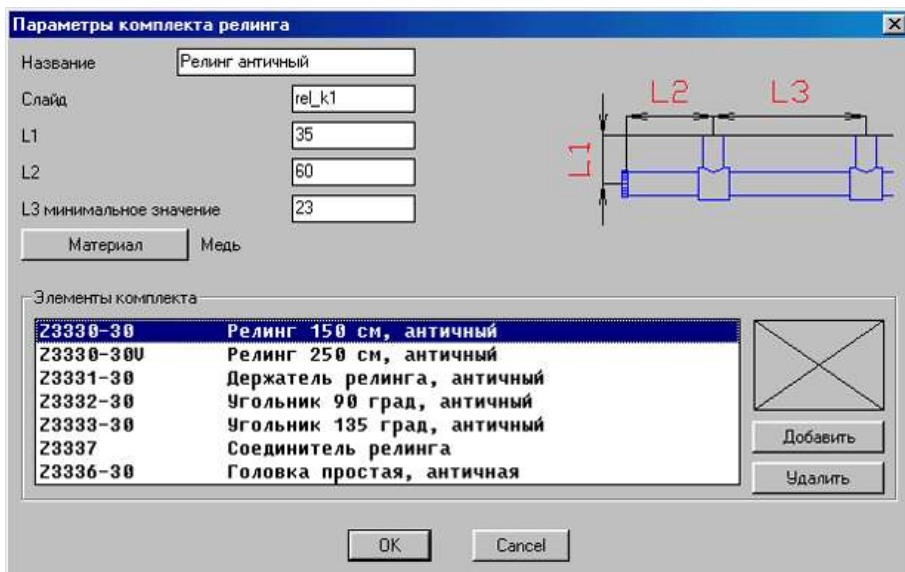 Параметры комплекта релинга
Название Релинг античный
Слайд rel_k1
L1 35
L2 60
L3 минимальное значение 23
Материал Медь
L2 L3
L1
Элементы комплекта
Z3330-30 Релинг 150 см, античный
Z3330-30V Релинг 250 см, античный
Z3331-30 Держатель релинга, античный
Z3332-30 Угольник 90 град, античный
Z3333-30 Угольник 135 град, античный
Z3337 Соединитель релинга
Z3336-30 Головка простая, античная
Добавить
Удалить
OK Cancel